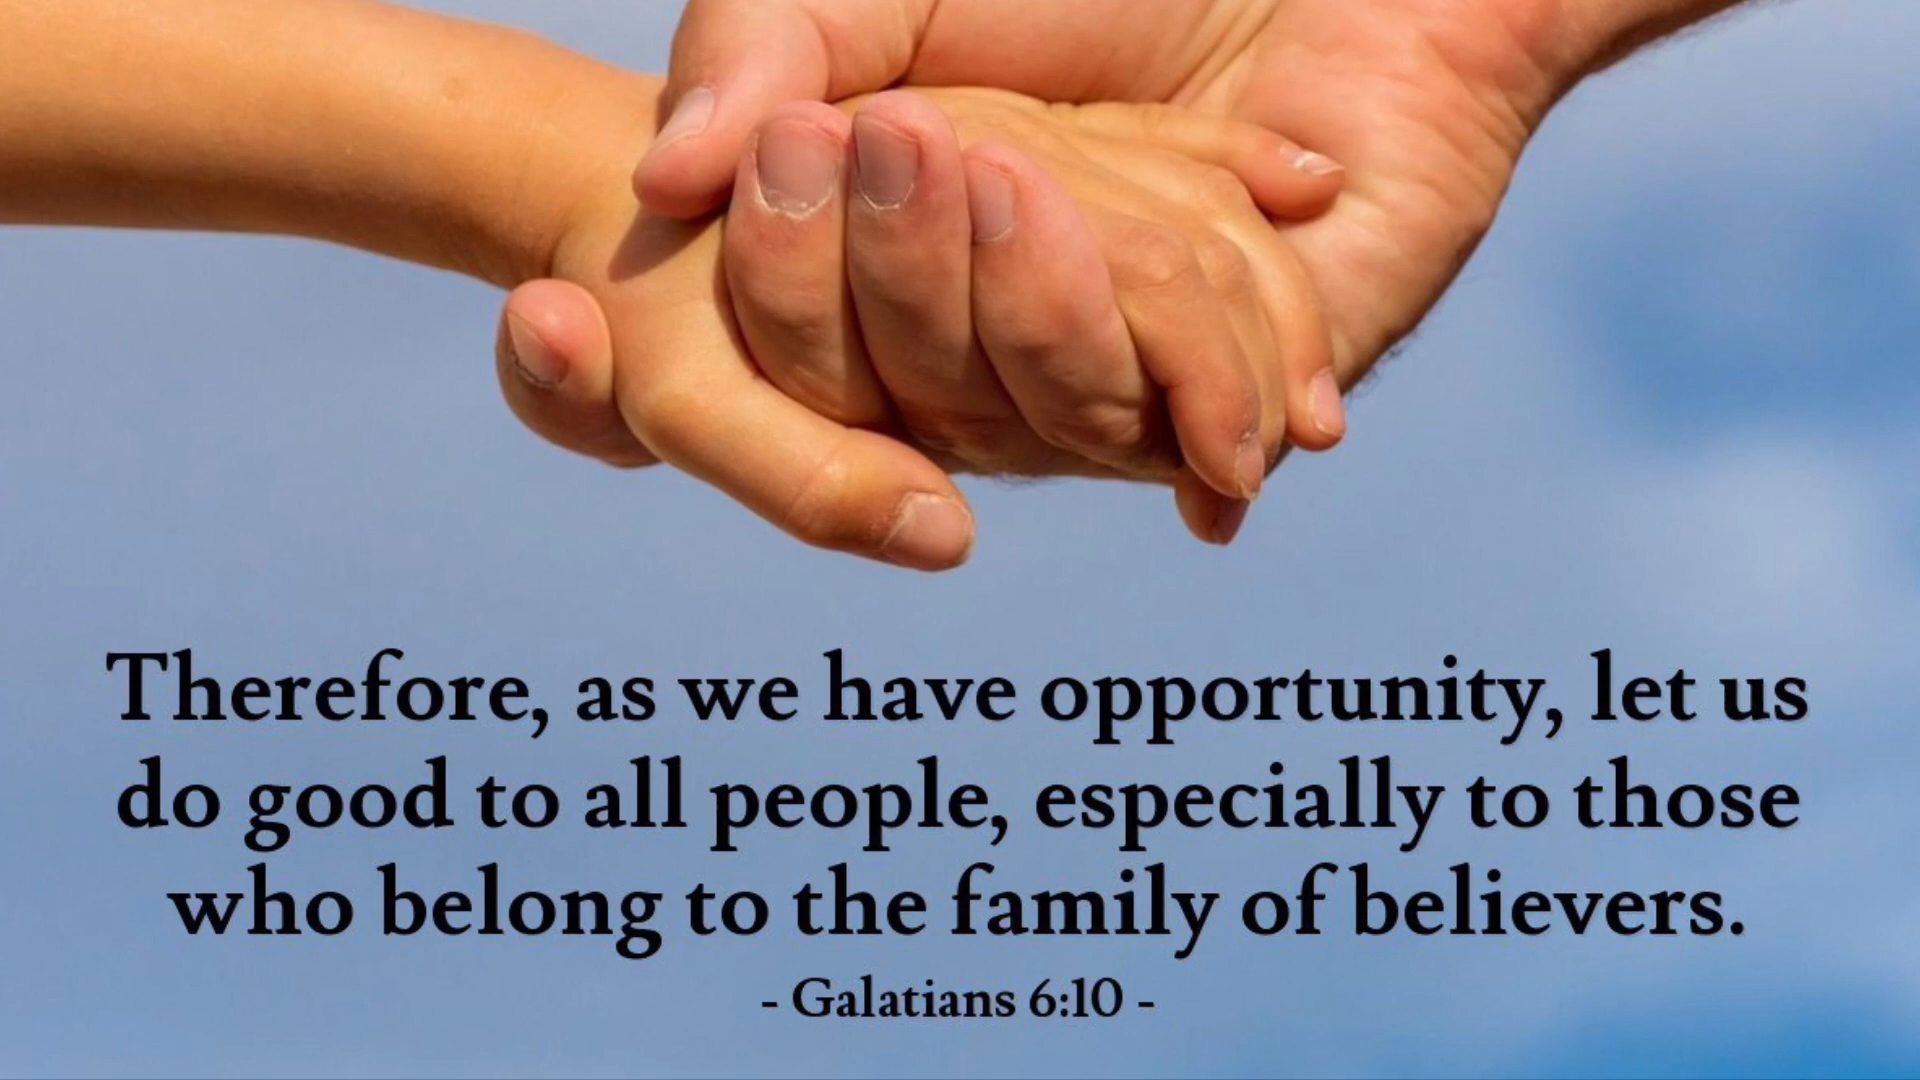 Therefore, as we have opportunity, let us
do good to all people, especially to those
who belong to the family of believers.
- Galatians 6:10 -